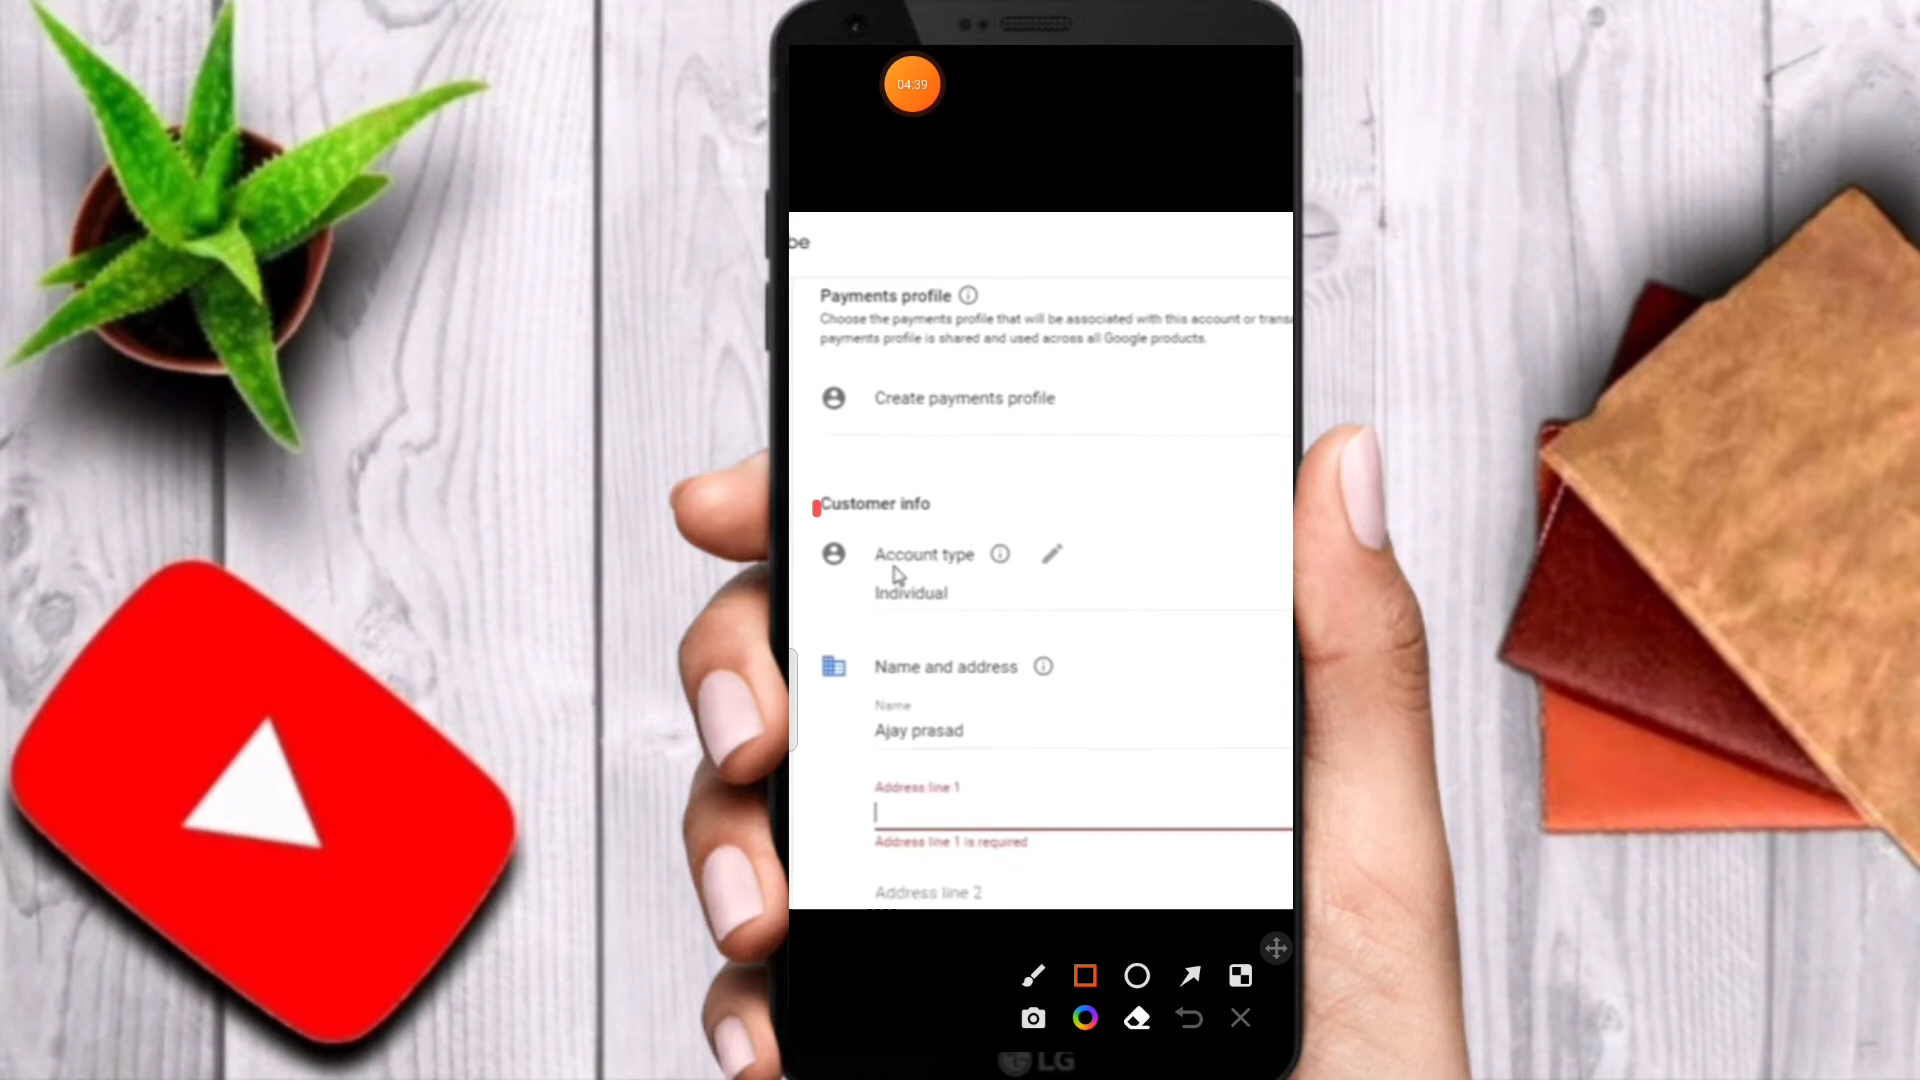 04:39
be
Payments profile
Choose the payments profile that will be associated with this account or trans
payments profile is shared and used across all Google products.
Create payments profile
Customer info
Account type
Individual
Name and address
Name
Ajay prasad
Address line 1
Address line 1 is required
Address line 2
LG